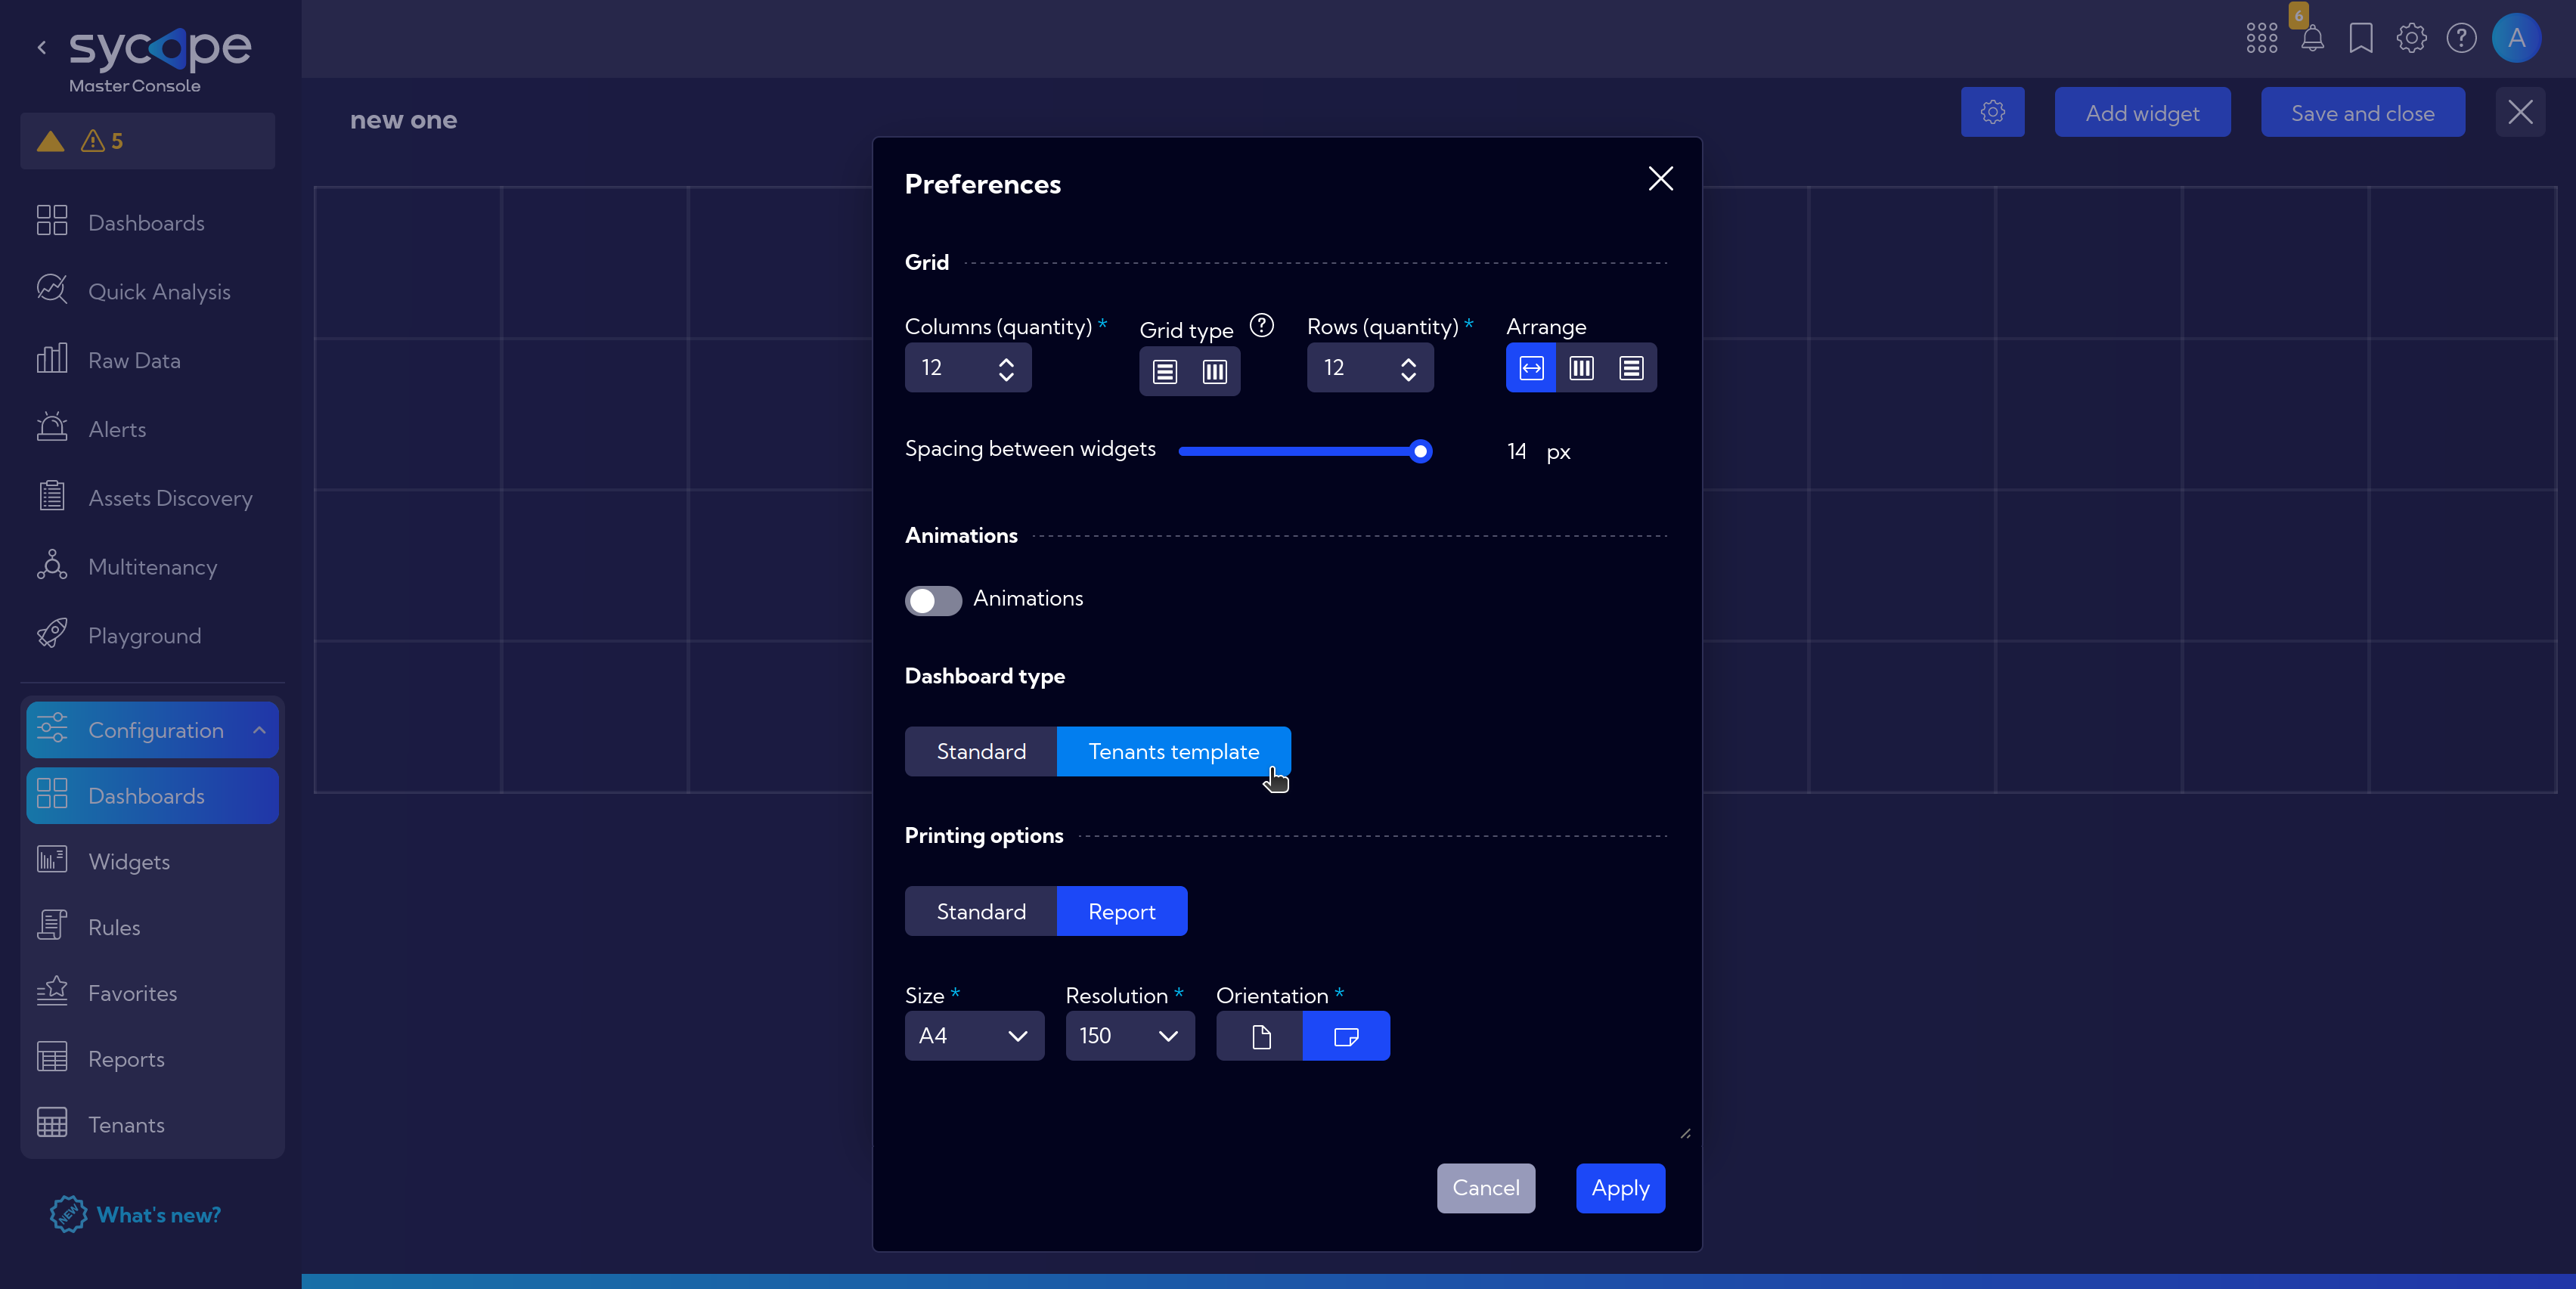 sycope
Master Console
5
Dashboards
Quick Analysis
Raw Data
Alerts
Assets Discovery
Multitenancy
Playground
Configuration
Dashboards
Widgets
Rules
Favorites
Reports
Tenants
NEW What's new?
6
? A
new one
Add widget Save and close
Preferences
Grid
Columns (quantity) * Grid type ? Rows (quantity) * Arrange
12 12
Spacing between widgets 14 px
Animations
Animations
Dashboard type
Standard Tenants template
Printing options
Standard Report
Size * Resolution * Orientation *
A4 150
Cancel Apply